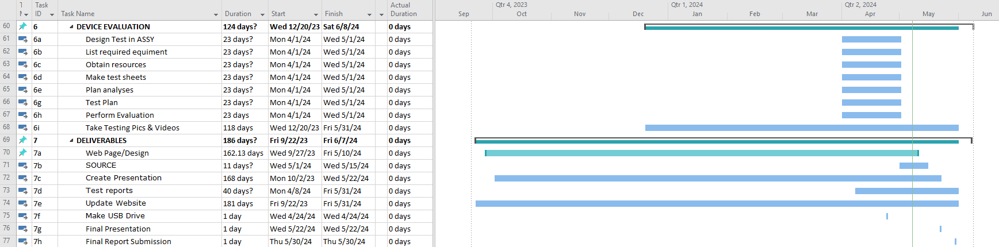 T M Task ID Task Name Duration Start Finish Actual Duration
Qtr 4, 2023 Qtr 1, 2024 Qtr 2, 2024
Sep Oct Nov Dec Jan Feb Mar Apr May Jun
60 6 DEVICE EVALUATION 124 days? Wed 12/20/23 Sat 6/8/24 0 days
61 6a Design Test in ASSY 23 days? Mon 4/1/24 Wed 5/1/24 0 days
62 6b List required equiment 23 days? Mon 4/1/24 Wed 5/1/24 0 days
63 6c Obtain resources 23 days? Mon 4/1/24 Wed 5/1/24 0 days
64 6d Make test sheets 23 days? Mon 4/1/24 Wed 5/1/24 0 days
65 6e Plan analyses 23 days? Mon 4/1/24 Wed 5/1/24 0 days
66 6g Test Plan 23 days? Mon 4/1/24 Wed 5/1/24 0 days
67 6h Perform Evaluation 23 days Mon 4/1/24 Wed 5/1/24 0 days
68 6i Take Testing Pics & Videos 118 days Wed 12/20/23 Fri 5/31/24 0 days
69 7 DELIVERABLES 186 days? Fri 9/22/23 Fri 6/7/24 0 days
70 7a Web Page/Design 162.13 days Wed 9/27/23 Fri 5/10/24 0 days
71 7b SOURCE 11 days? Wed 5/1/24 Wed 5/15/24 0 days
72 7c Create Presentation 168 days Mon 10/2/23 Wed 5/22/24 0 days
73 7d Test reports 40 days? Mon 4/8/24 Fri 5/31/24 0 days
74 7e Update Website 181 days Fri 9/22/23 Fri 5/31/24 0 days
75 7f Make USB Drive 1 day Wed 4/24/24 Wed 4/24/24 0 days
76 7g Final Presentation 1 day Wed 5/22/24 Wed 5/22/24 0 days
77 7h Final Report Submission 1 day Thu 5/30/24 Thu 5/30/24 0 days